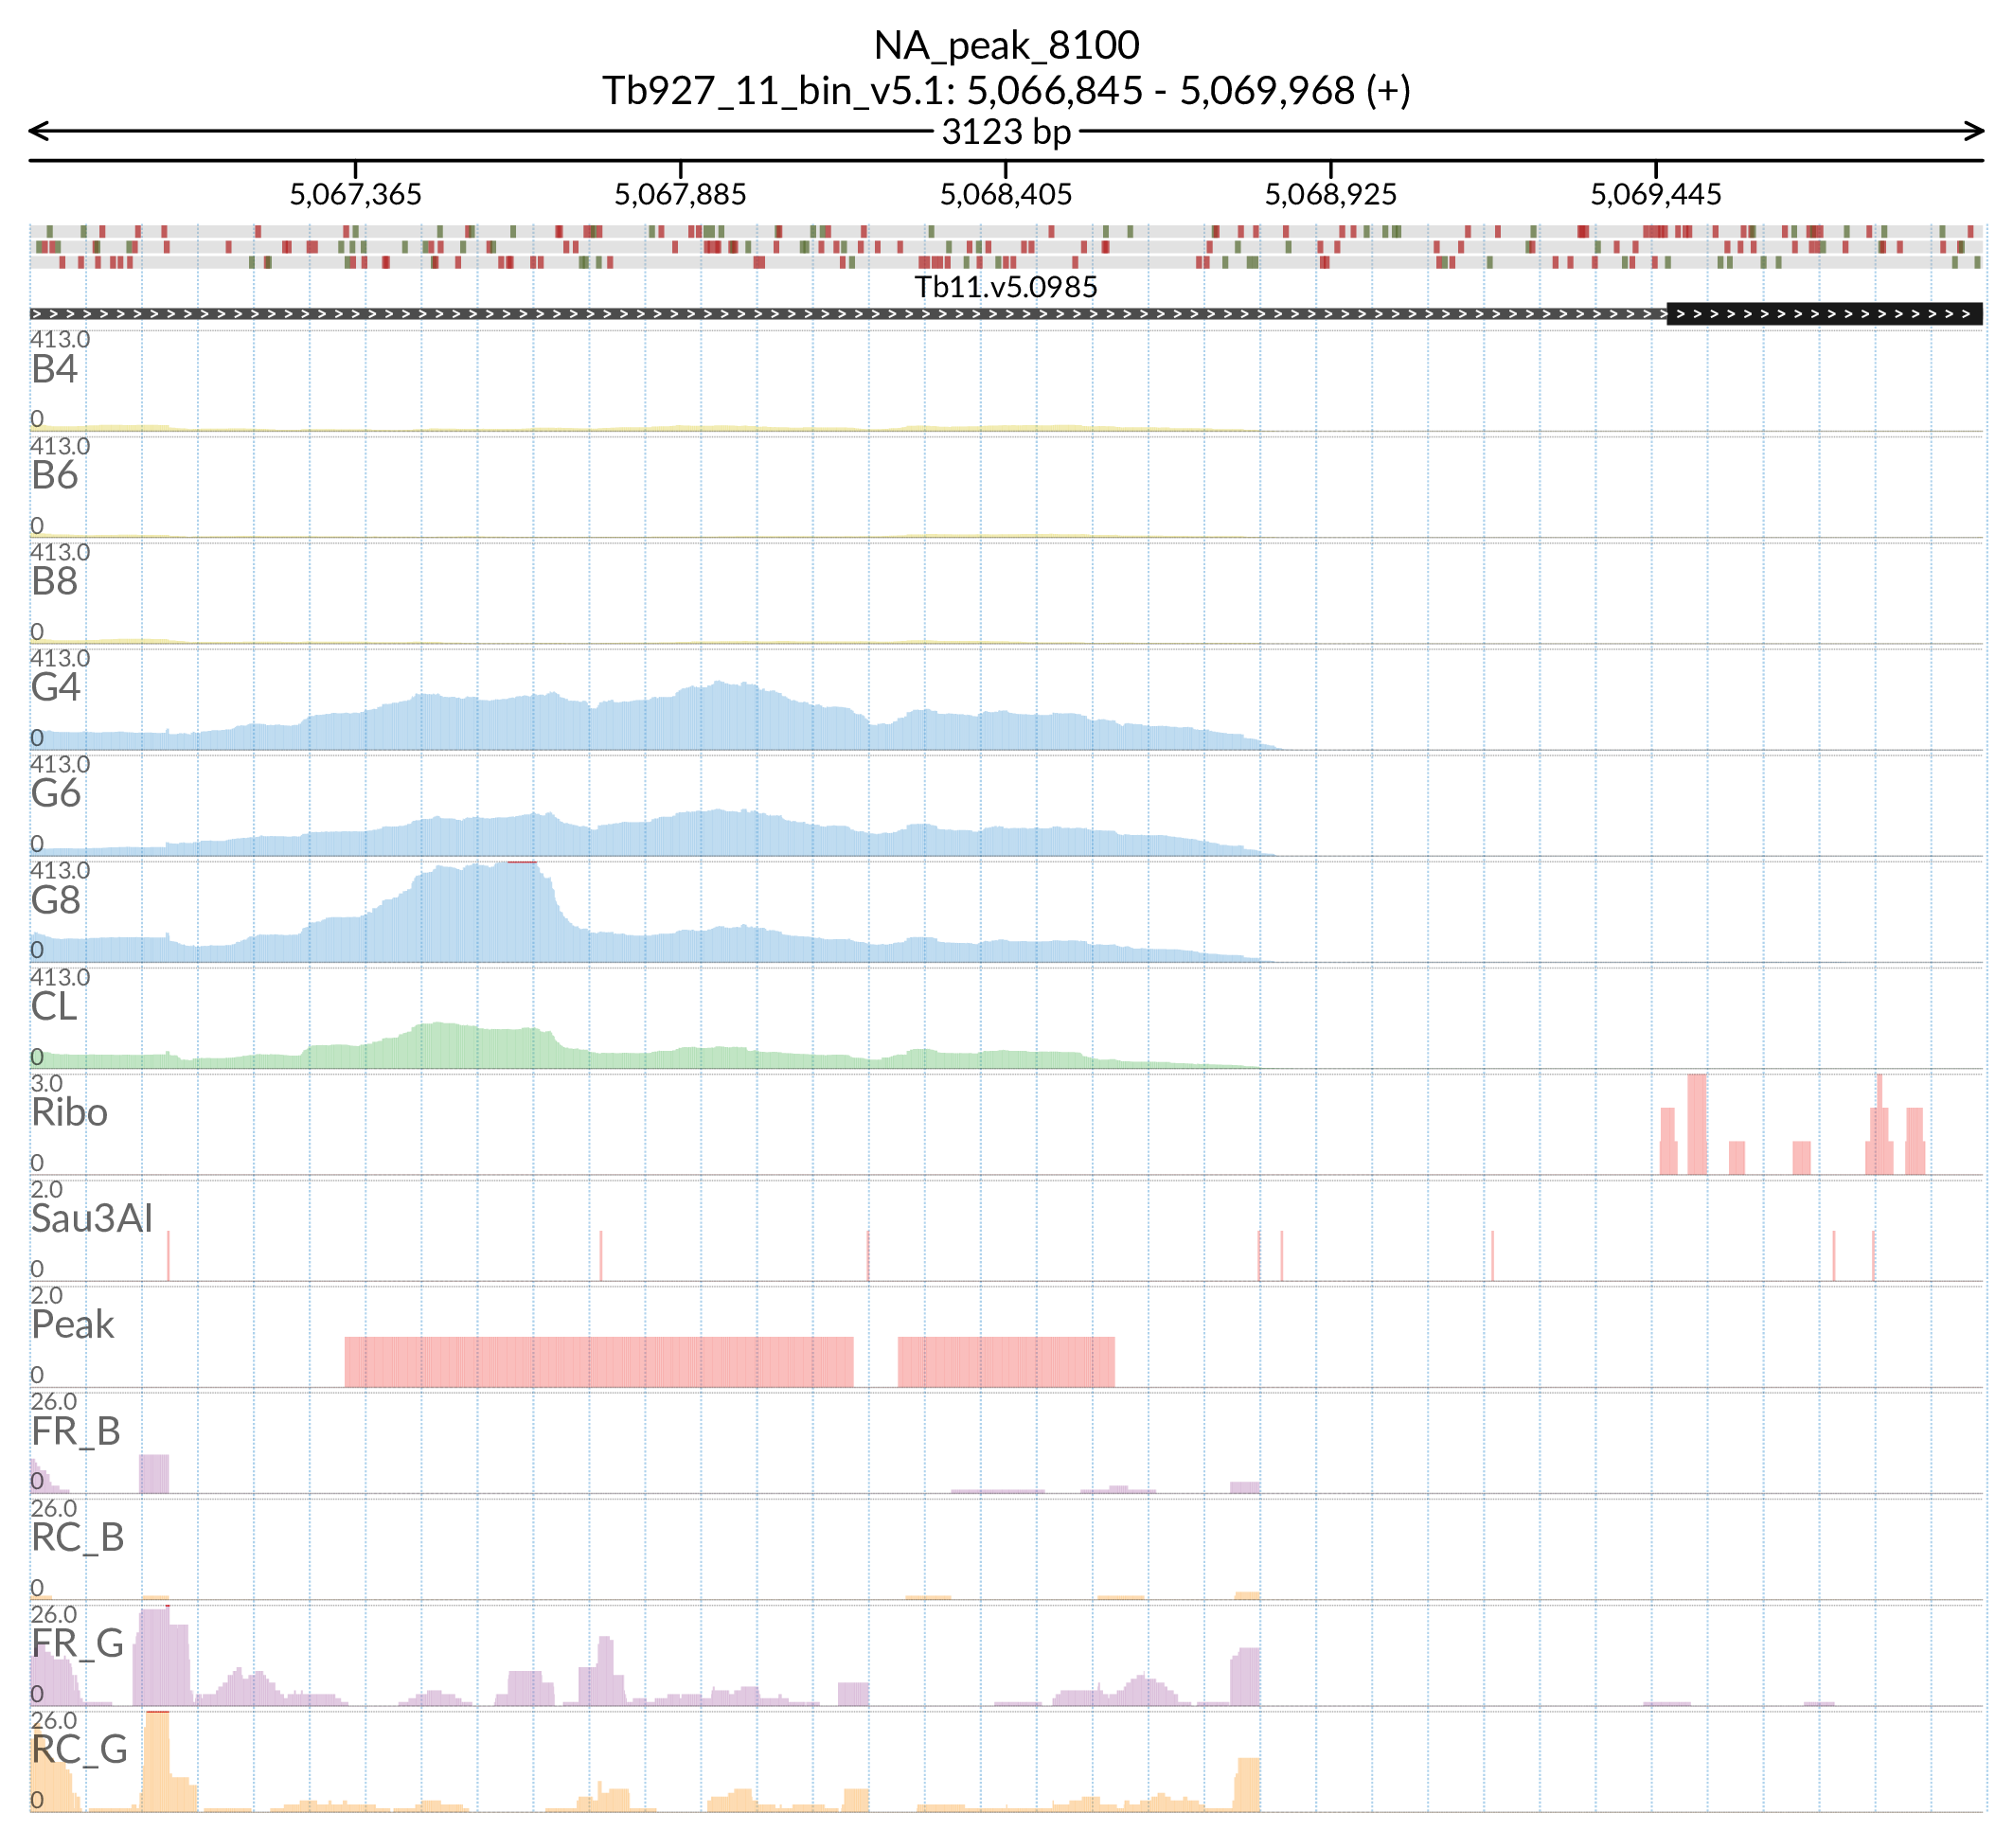 NA_peak_8100
Tb927_11_bin_v5.1: 5,066,845 - 5,069,968 (+)
3123 bp
5,067,365 5,067,885 5,068,405 5,068,925 5,069,445
Tb11.v5.0985
413.0
B4
0
413.0
B6
0
413.0
B8
0
413.0
G4
0
413.0
G6
0
413.0
G8
0
413.0
CL
0
3.0
Ribo
0
2.0
Sau3AI
0
2.0
Peak
0
26.0
FR_B
0
26.0
RC_B
0
26.0
FR_G
0
26.0
RC_G
0